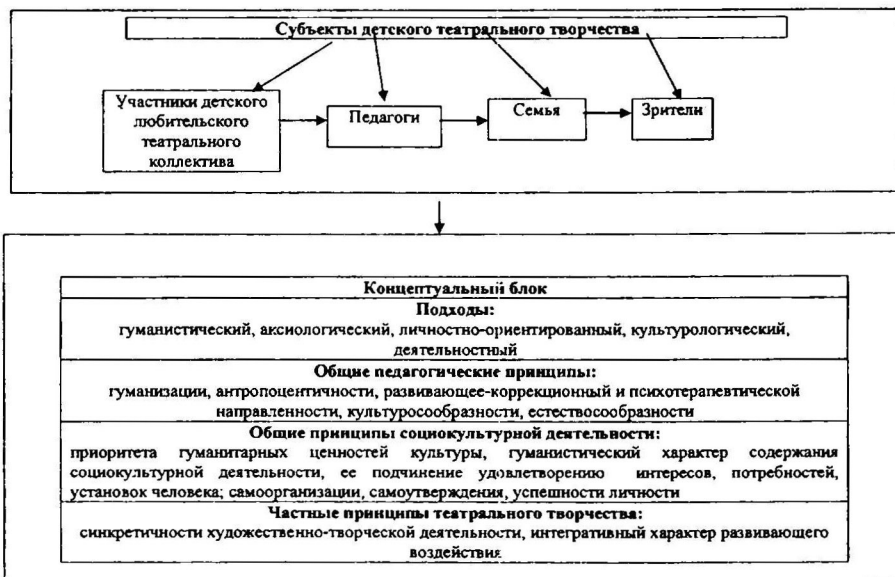 Субъекты детского театрального творчества
Участники детского
любительского
театрального
коллектива
Педагоги
Семья
Зрители
Концептуальный блок
Подходы:
гуманистический, аксиологический, личностно-ориентированный, культурологический,
деятельностный
Общие педагогические принципы:
гуманизации, антропоцентичности, развивающее-коррекционный и психотерапевтической
направленности, культуросообразности, естествосообразности
Общие принципы социокультурной деятельности:
приоритета гуманитарных ценностей культуры, гуманистический характер содержания
социокультурной деятельности, ее подчинение удовлетворению интересов, потребностей,
установок человека; самоорганизации, самоутверждения, успешности личности
Частные принципы театрального творчества:
синкретичности художественно-творческой деятельности, интегративный характер развивающего
воздействия